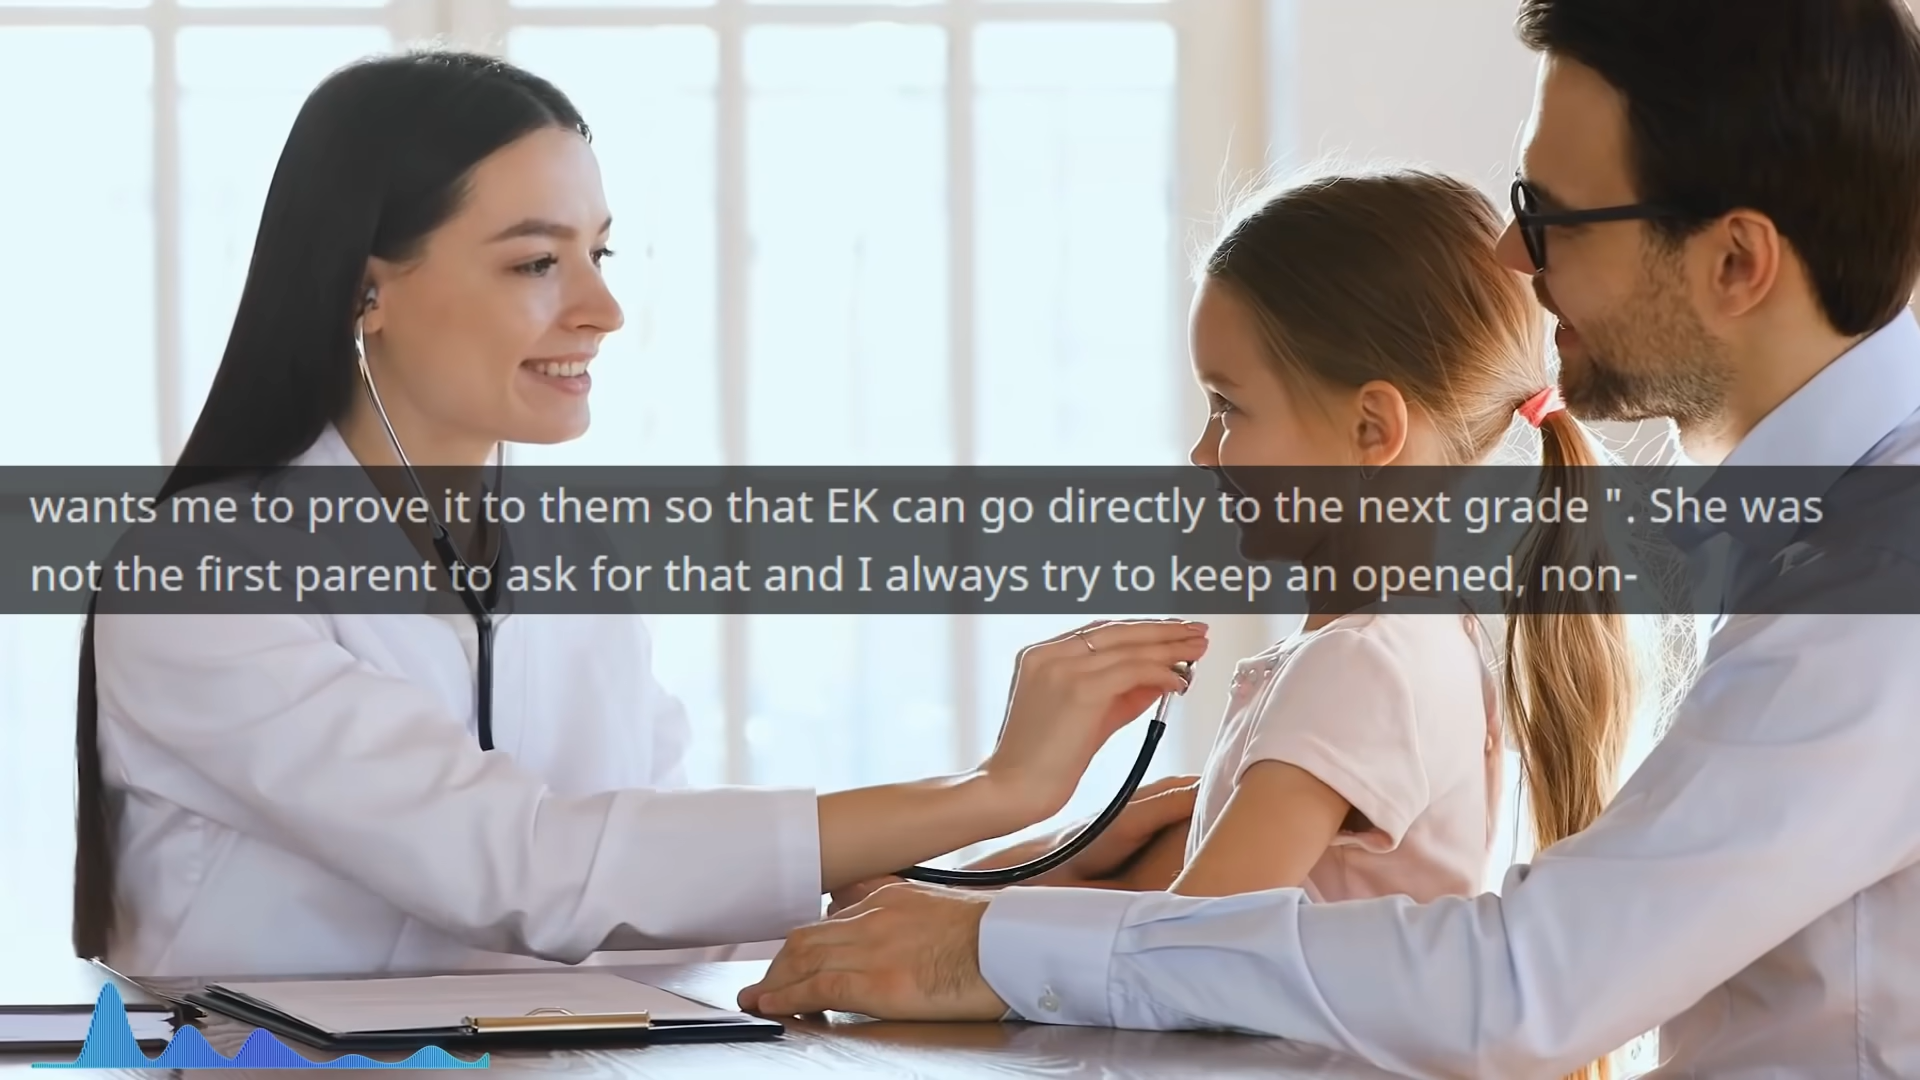 wants me to prove it to them so that EK can go directly to the next grade ". She was
not the first parent to ask for that and I always try to keep an opened, non-